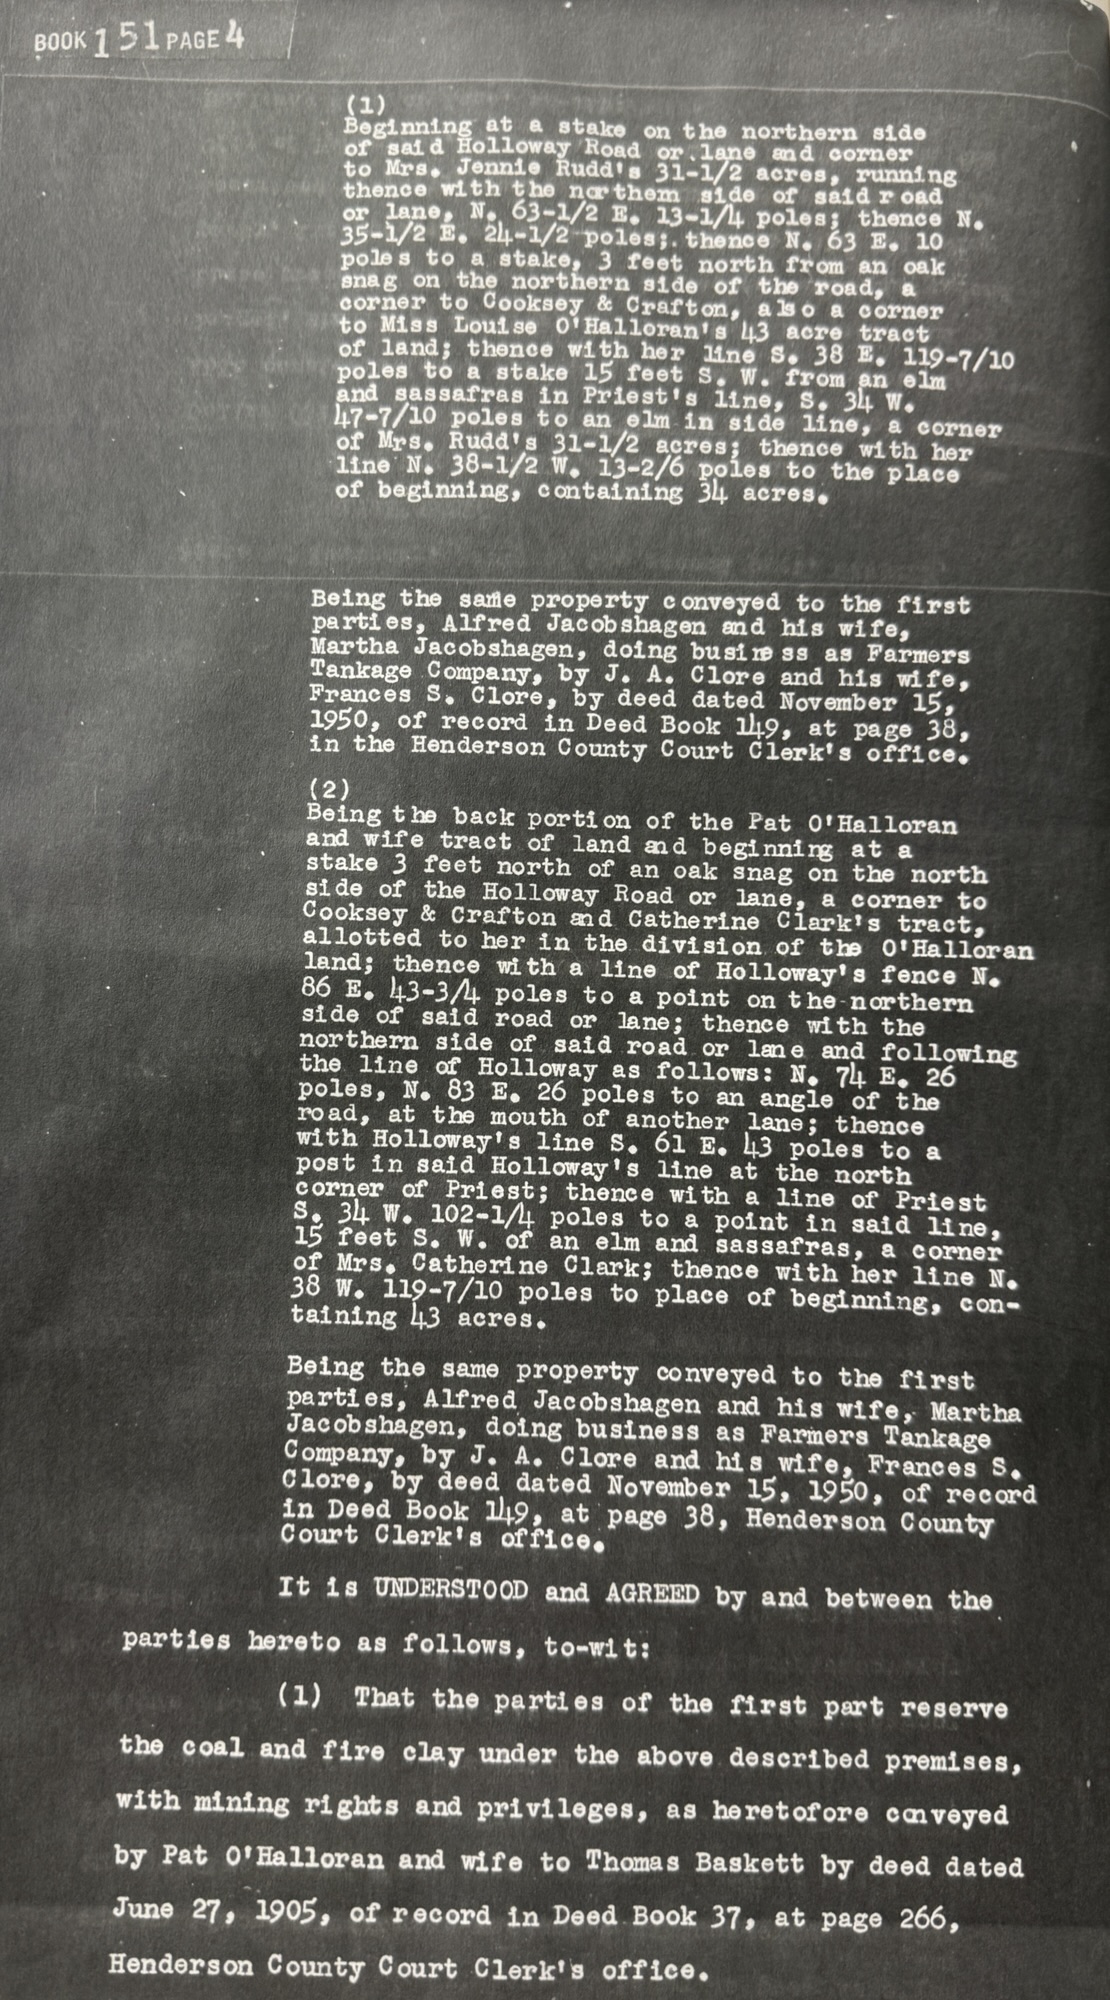 BOOK 151 PAGE 4
(1)
Beginning at a stake on the northern side
of said Holloway Road or lane and corner
to Mrs. Jennie Rudd's 31-1/2 acres, running
thence with the northern side of said road
or lane, N. 63-1/2 E. 13-1/4 poles; thence N.
35-1/2 E. 24-1/2 poles; thence N. 63 E. 10
poles to a stake, 3 feet north from an oak
snag on the northern side of the road, a
corner to Cooksey & Crafton, also a corner
to Miss Louise O'Halloran's 43 acre tract
of land; thence with her line S. 38 E. 119-7/10
poles to a stake 15 feet S. W. from an elm
and sassafras in Priest's line, S. 34 W.
47-7/10 poles to an elm in side line, a corner
of Mrs. Rudd's 31-1/2 acres; thence with her
line N. 38-1/2 W. 13-2/6 poles to the place
of beginning, containing 34 acres.
Being the same property conveyed to the first
parties, Alfred Jacobshagen and his wife,
Martha Jacobshagen, doing business as Farmers
Tankage Company, by J. A. Clore and his wife,
Frances S. Clore, by deed dated November 15,
1950, of record in Deed Book 149, at page 38,
in the Henderson County Court Clerk's office.
(2)
Being the back portion of the Pat O'Halloran
and wife tract of land and beginning at a
stake 3 feet north of an oak snag on the north
side of the Holloway Road or lane, a corner to
Cooksey & Crafton and Catherine Clark's tract,
allotted to her in the division of the O'Halloran
land; thence with a line of Holloway's fence N.
86 E. 43-3/4 poles to a point on the northern
side of said road or lane; thence with the
northern side of said road or lane and following
the line of Holloway as follows: N. 74 E. 26
poles, N. 83 E. 26 poles to an angle of the
road, at the mouth of another lane; thence
with Holloway's line S. 61 E. 43 poles to a
post in said Holloway's line at the north
corner of Priest; thence with a line of Priest
S. 34 W. 102-1/4 poles to a point in said line,
15 feet S. W. of an elm and sassafras, a corner
of Mrs. Catherine Clark; thence with her line N.
38 W. 119-7/10 poles to place of beginning, con-
taining 43 acres.
Being the same property conveyed to the first
parties, Alfred Jacobshagen and his wife, Martha
Jacobshagen, doing business as Farmers Tankage
Company, by J. A. Clore and his wife, Frances S.
Clore, by deed dated November 15, 1950, of record
in Deed Book 149, at page 38, Henderson County
Court Clerk's office.
It is UNDERSTOOD and AGREED by and between the
parties hereto as follows, to-wit:
(1) That the parties of the first part reserve
the coal and fire clay under the above described premises,
with mining rights and privileges, as heretofore conveyed
by Pat O'Halloran and wife to Thomas Baskett by deed dated
June 27, 1905, of record in Deed Book 37, at page 266,
Henderson County Court Clerk's office.